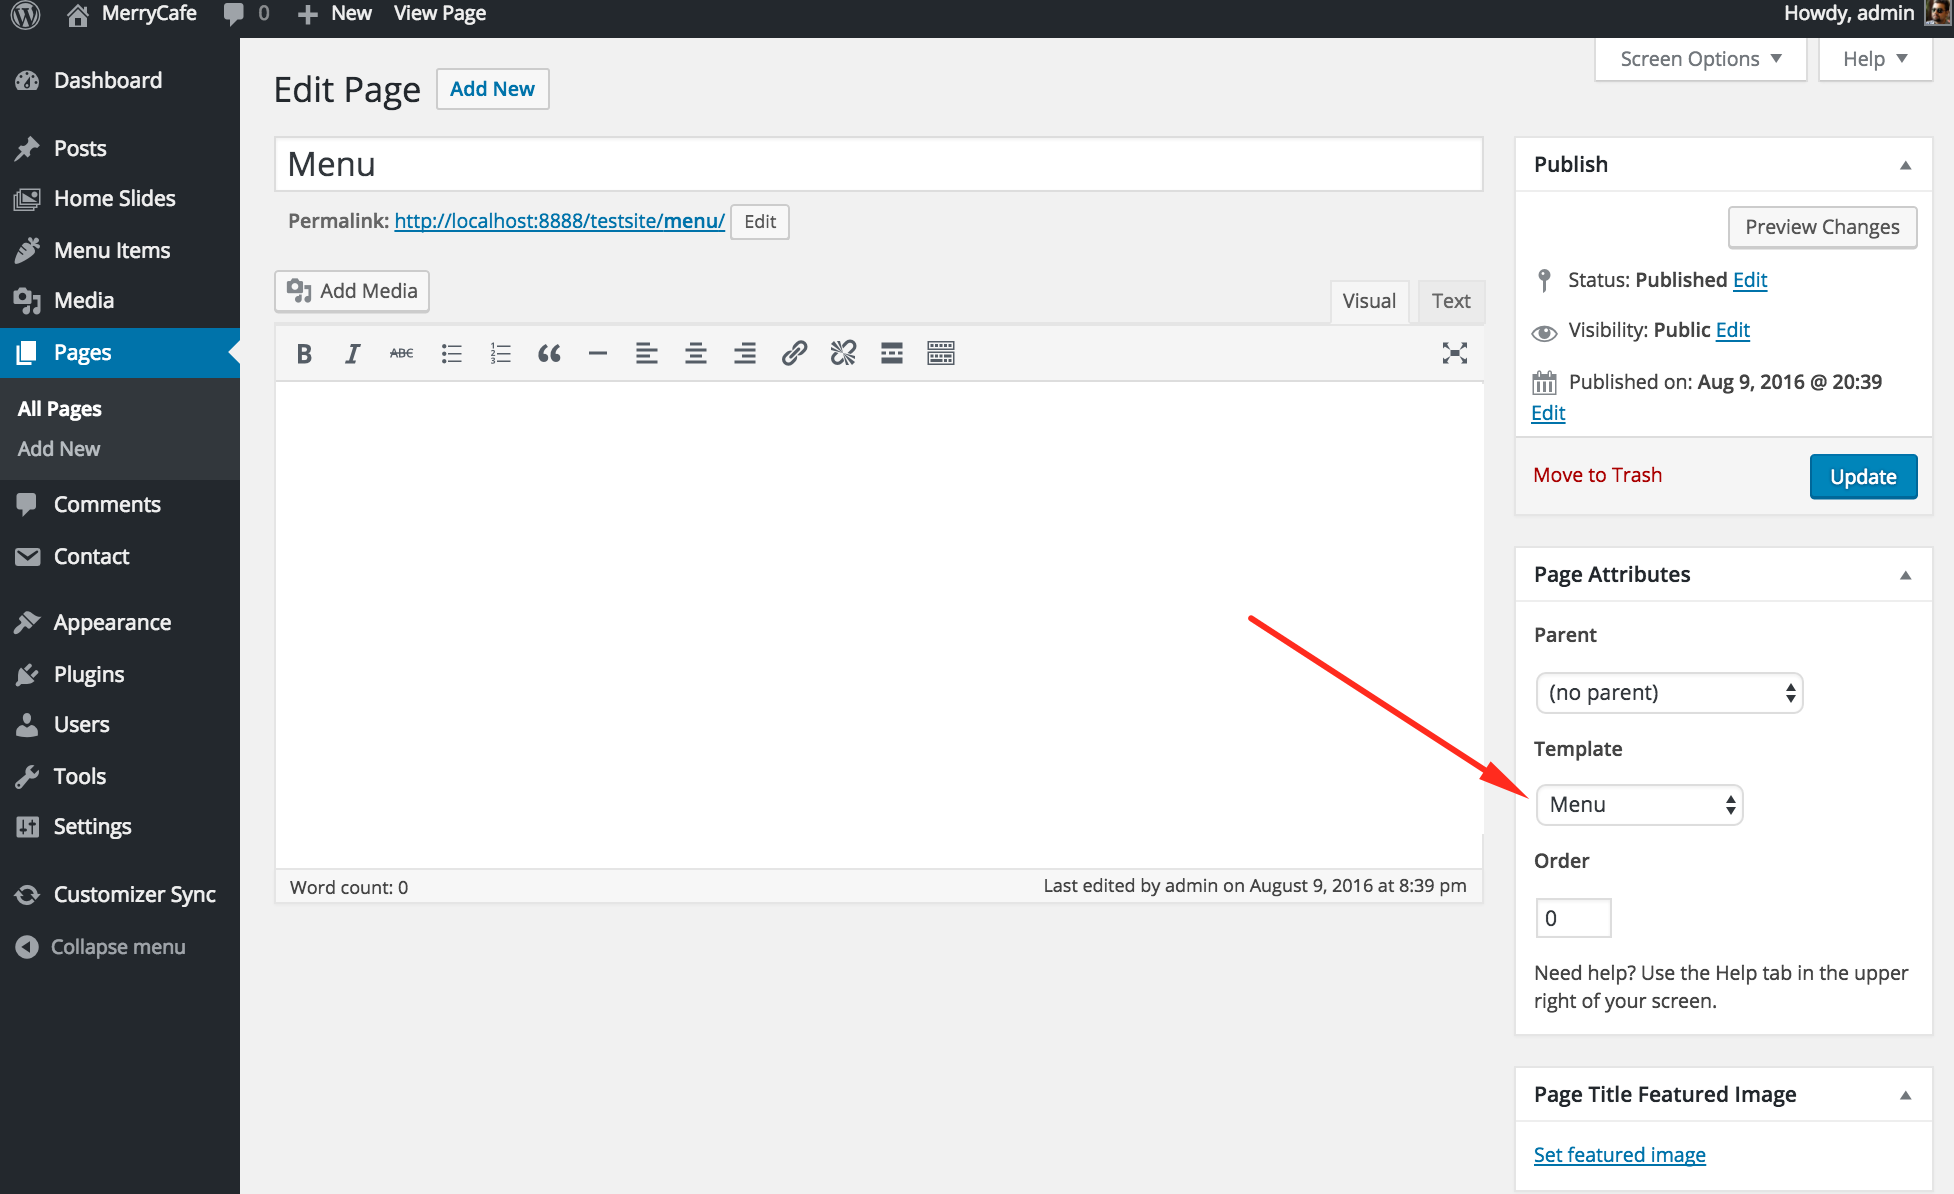 MerryCafe 0 New View Page Howdy, admin
Screen Options Help
Dashboard
Posts
Home Slides
Menu Items
Media
Pages
All Pages
Add New
Comments
Contact
Appearance
Plugins
Users
Tools
Settings
Customizer Sync
Collapse menu
Edit Page Add New
Menu
Permalink: http://localhost:8888/testsite/menu/ Edit
Add Media
Visual Text
B I ABC
Word count: 0 Last edited by admin on August 9, 2016 at 8:39 pm
Publish
Preview Changes
Status: Published Edit
Visibility: Public Edit
Published on: Aug 9, 2016 @ 20:39
Edit
Move to Trash Update
Page Attributes
Parent
(no parent)
Template
Menu
Order
0
Need help? Use the Help tab in the upper
right of your screen.
Page Title Featured Image
Set featured image